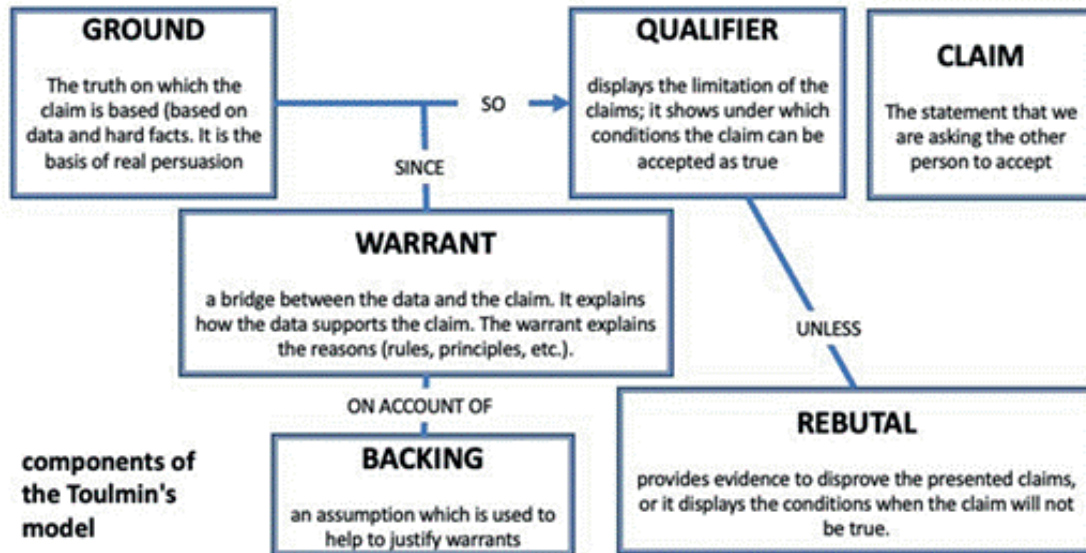 GROUND
The truth on which the
claim is based (based on
data and hard facts. It is the
basis of real persuasion
SO
QUALIFIER
displays the limitation of the
claims; it shows under which
conditions the claim can be
accepted as true
CLAIM
The statement that we
are asking the other
person to accept
SINCE
WARRANT
a bridge between the data and the claim. It explains
how the data supports the claim. The warrant explains
the reasons (rules, principles, etc.).
UNLESS
ON ACCOUNT OF
BACKING
an assumption which is used to
help to justify warrants
REBUTAL
provides evidence to disprove the presented claims,
or it displays the conditions when the claim will not
be true.
components of
the Toulmin's
model